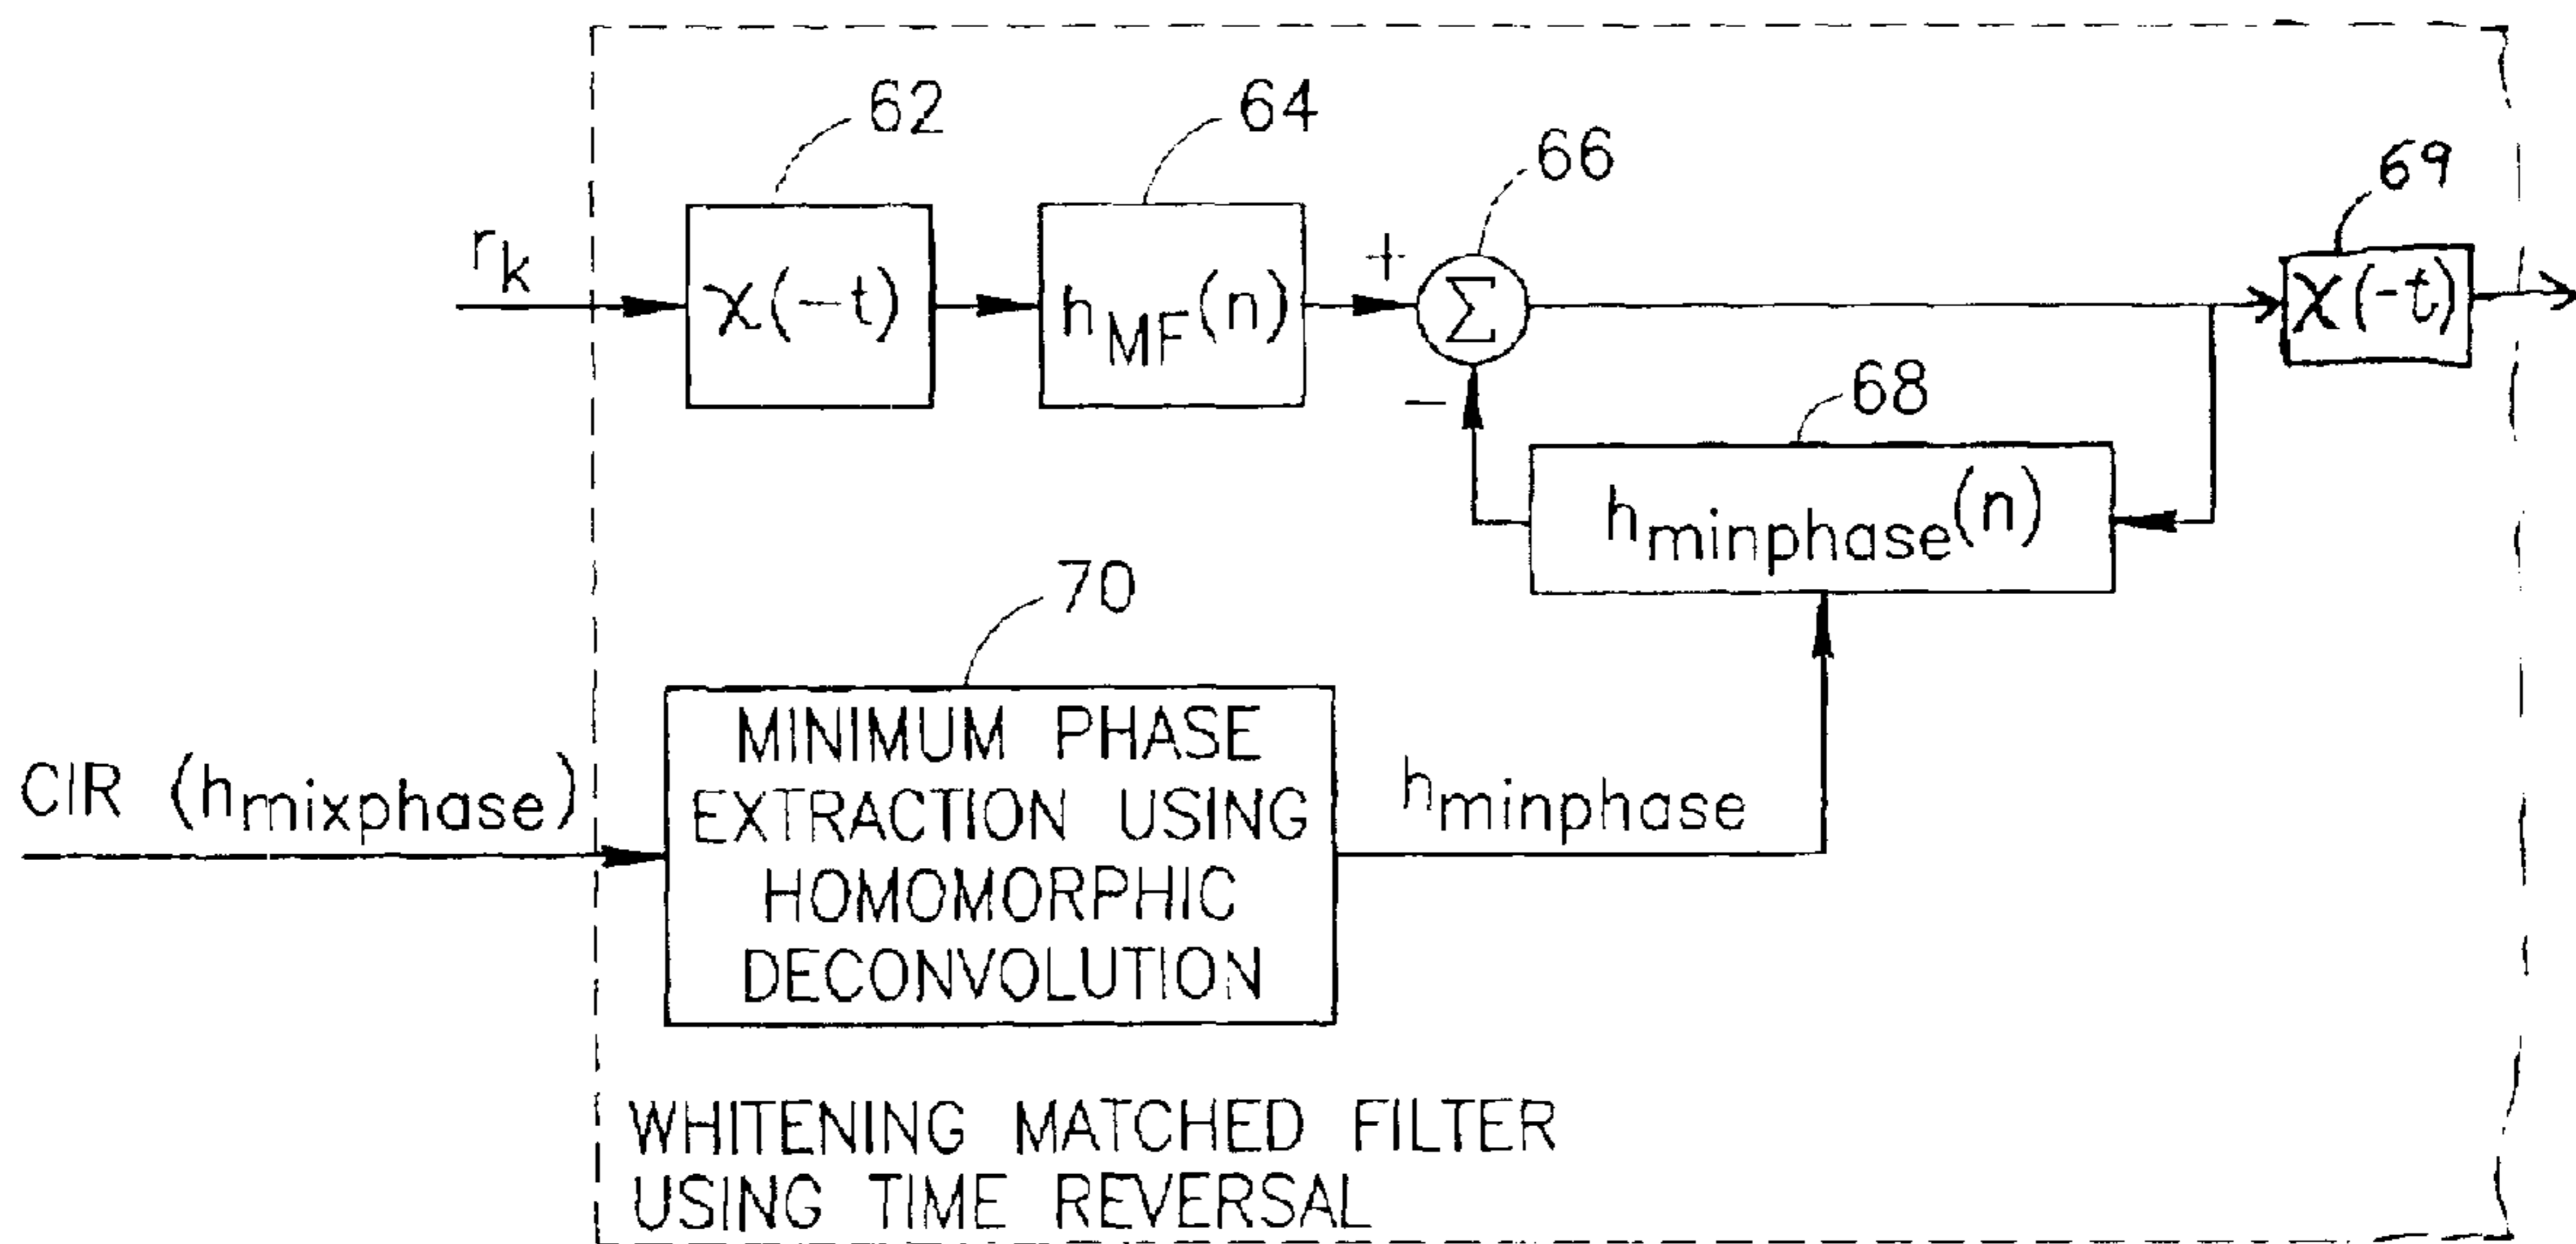 62
64
66
69
r_k
χ(-t)
h_MF(n)
+
Σ
χ(-t)
-
68
h_minphase(n)
70
CIR (h_mixphase)
MINIMUM PHASE
EXTRACTION USING
HOMOMORPHIC
DECONVOLUTION
h_minphase
WHITENING MATCHED FILTER
USING TIME REVERSAL